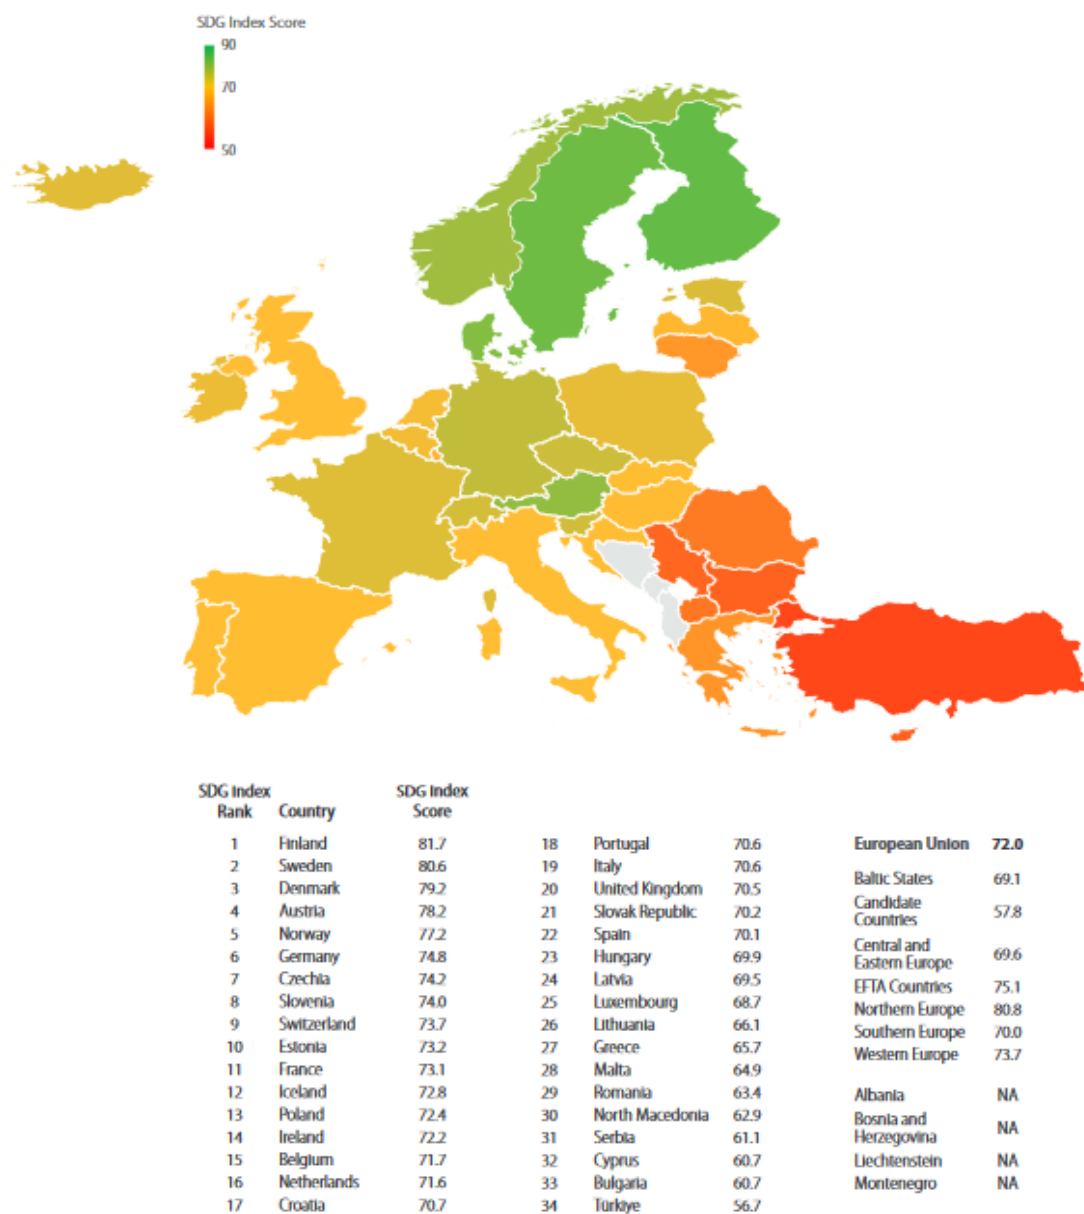 SDG Index Score
90
70
50
SDG Index Rank Country SDG Index Score
1 Finland 81.7
2 Sweden 80.6
3 Denmark 79.2
4 Austria 78.2
5 Norway 77.2
6 Germany 74.8
7 Czechia 74.2
8 Slovenia 74.0
9 Switzerland 73.7
10 Estonia 73.2
11 France 73.1
12 Iceland 72.8
13 Poland 72.4
14 Ireland 72.2
15 Belgium 71.7
16 Netherlands 71.6
17 Croatia 70.7
18 Portugal 70.6
19 Italy 70.6
20 United Kingdom 70.5
21 Slovak Republic 70.2
22 Spain 70.1
23 Hungary 69.9
24 Latvia 69.5
25 Luxembourg 68.7
26 Lithuania 66.1
27 Greece 65.7
28 Malta 64.9
29 Romania 63.4
30 North Macedonia 62.9
31 Serbia 61.1
32 Cyprus 60.7
33 Bulgaria 60.7
34 Türkiye 56.7
European Union 72.0
Baltic States 69.1
Candidate
Countries 57.8
Central and
Eastern Europe 69.6
EFTA Countries 75.1
Northern Europe 80.8
Southern Europe 70.0
Western Europe 73.7
Albania NA
Bosnia and
Herzegovina NA
Liechtenstein NA
Montenegro NA